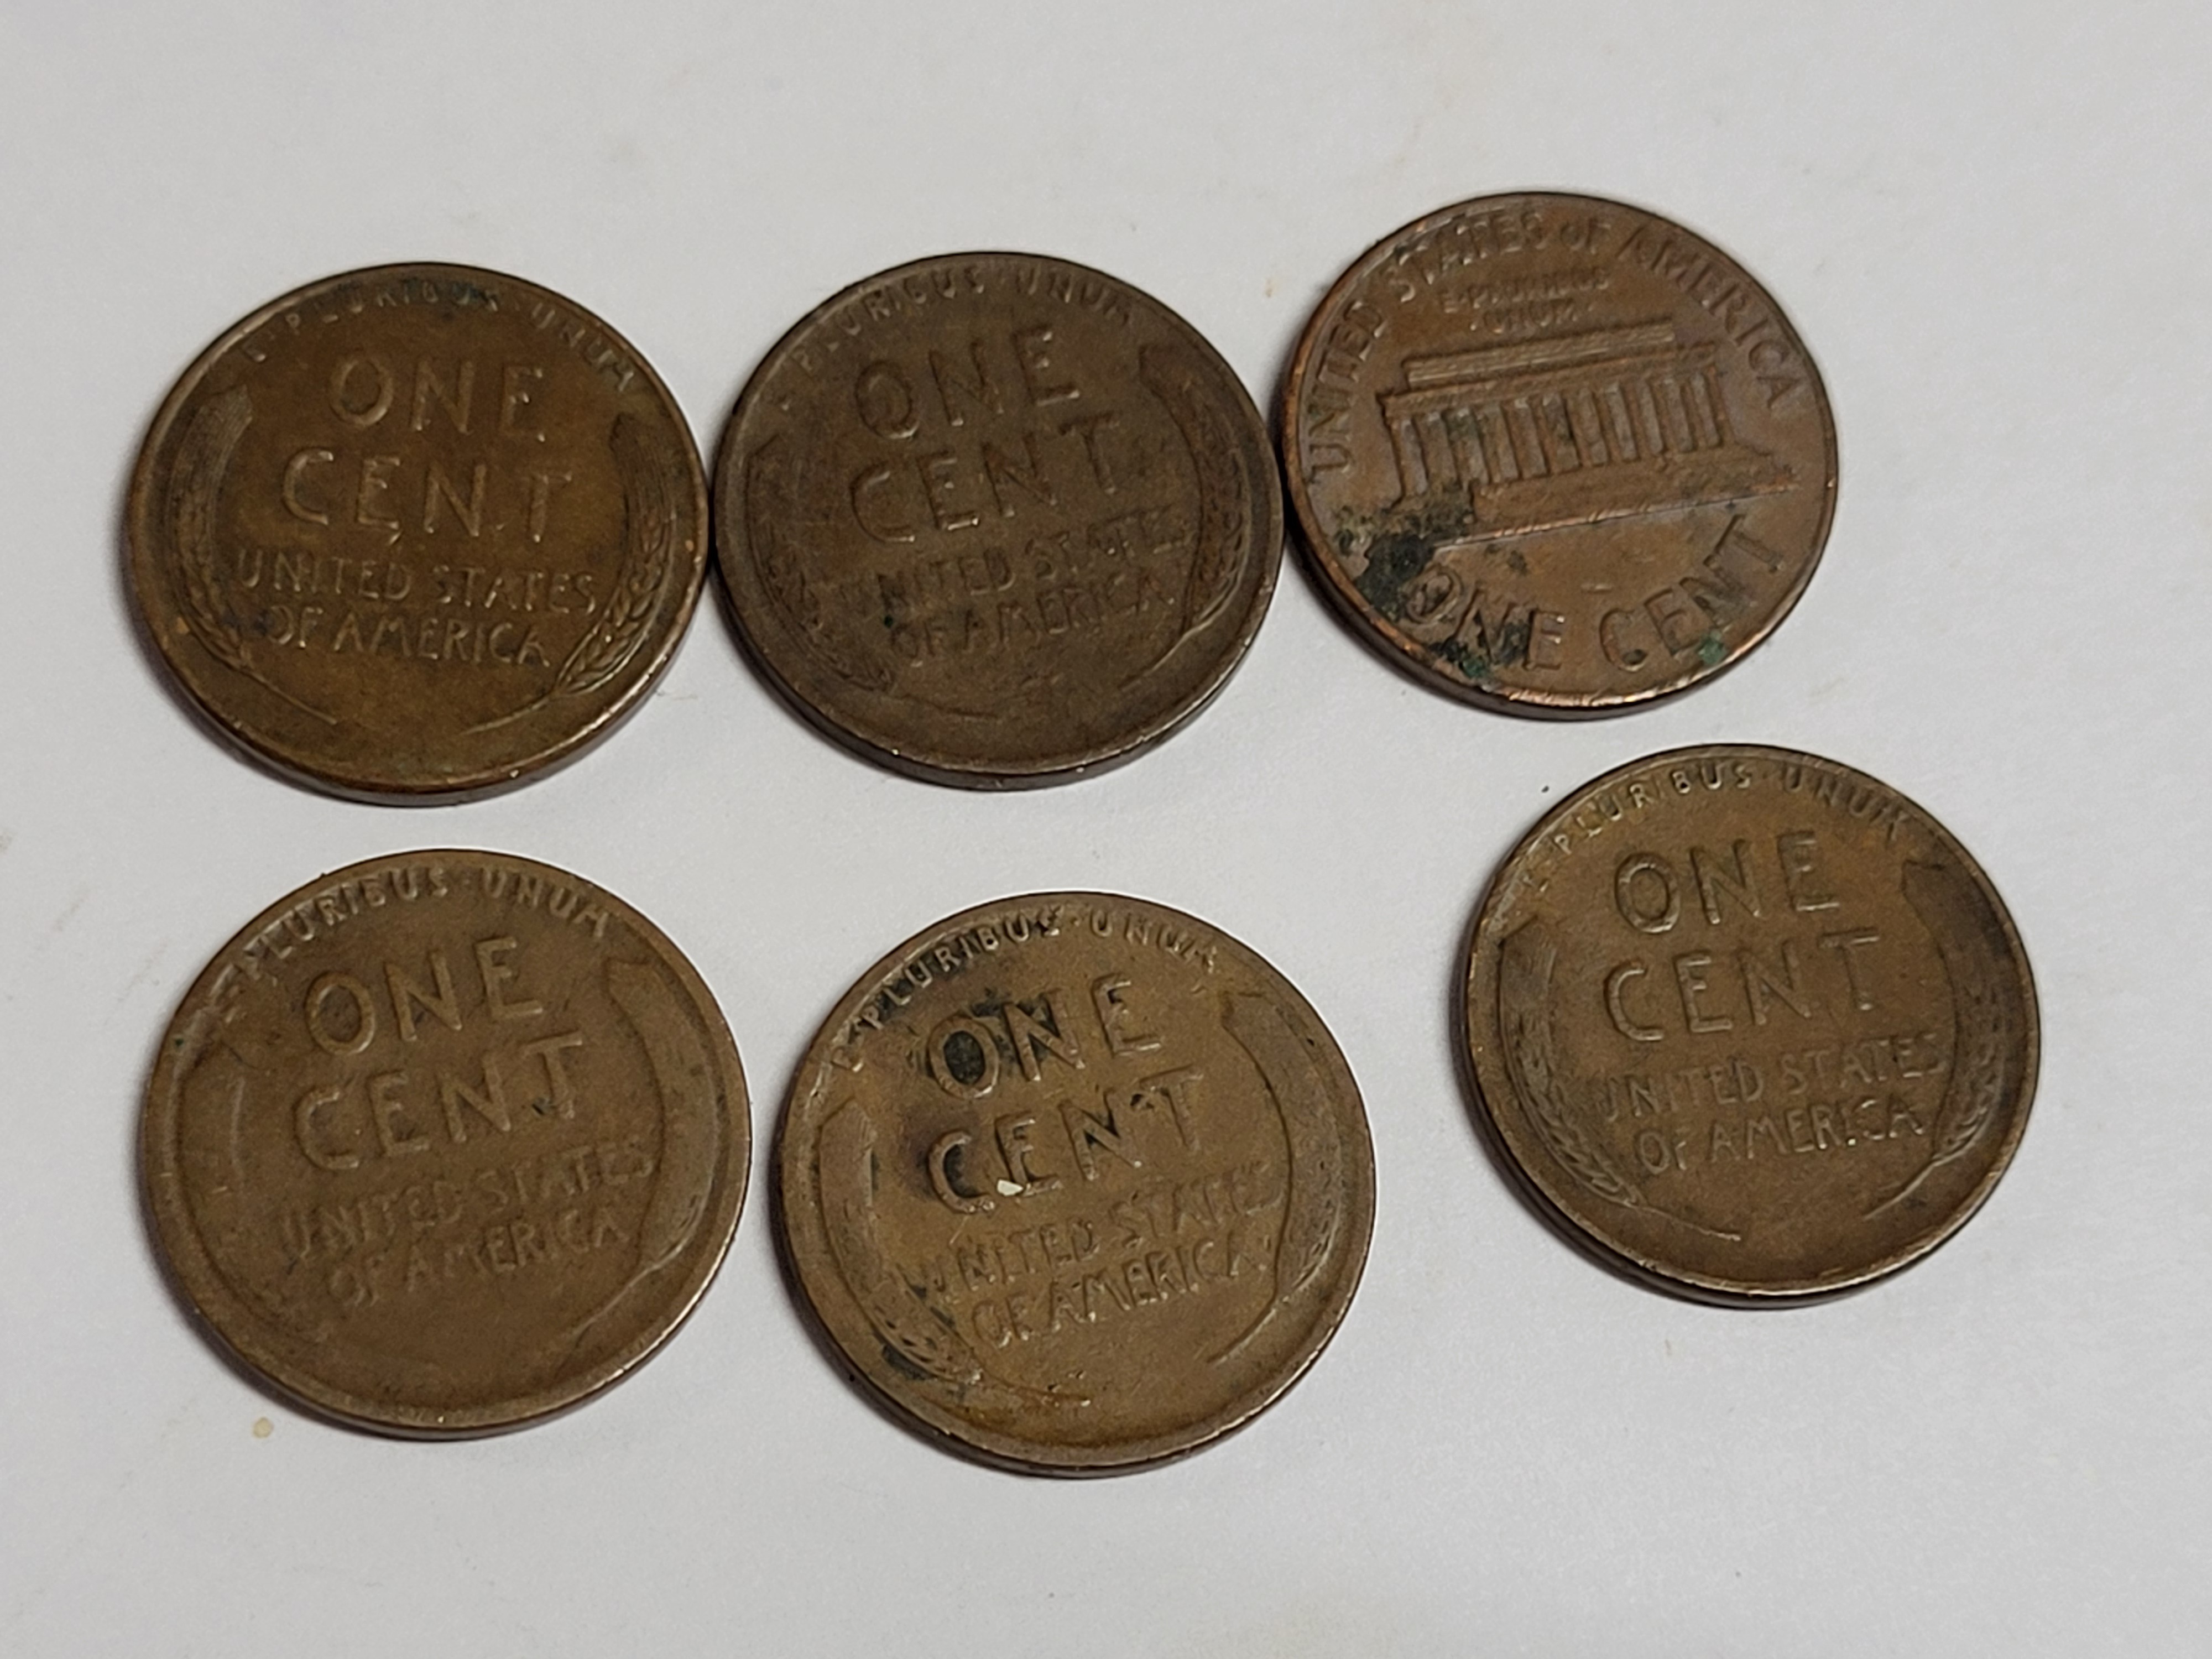 E·PLURIBUS·UNUM
ONE
CENT
UNITED STATES
OF AMERICA
PLURIBUS·UNUM
ONE
CENT
UNITED STATES
OF AMERICA
UNITED STATES OF AMERICA
E·PLURIBUS
·UNUM·
ONE CENT
E·PLURIBUS·UNUM
ONE
CENT
UNITED STATES
OF AMERICA
E·PLURIBUS·UNUM
ONE
CENT
UNITED STATES
OF AMERICA
E·PLURIBUS·UNUM
ONE
CENT
UNITED STATES
OF AMERICA